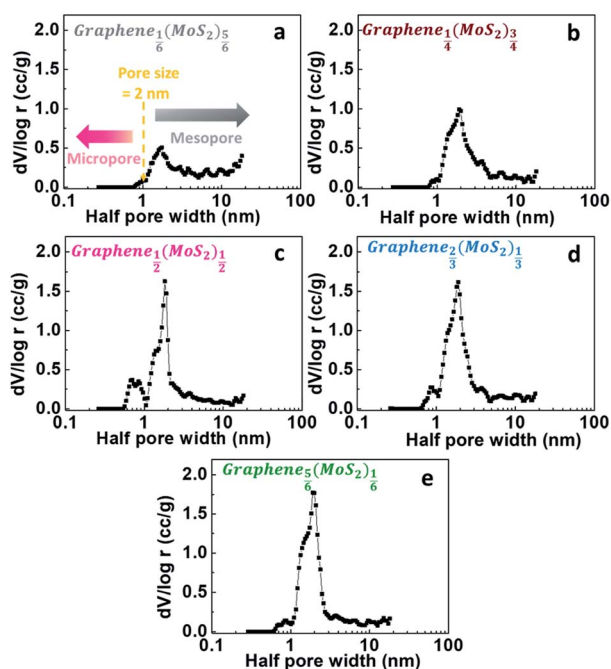 Graphene1/6(MoS2)5/6 a
Pore size
= 2 nm
Mesopore
Micropore
dV/log r (cc/g)
2.0
1.5
1.0
0.5
0.0
0.1 1 10 100
Half pore width (nm)
Graphene1/4(MoS2)3/4 b
dV/log r (cc/g)
2.0
1.5
1.0
0.5
0.0
0.1 1 10 100
Half pore width (nm)
Graphene1/2(MoS2)1/2 c
dV/log r (cc/g)
2.0
1.5
1.0
0.5
0.0
0.1 1 10 100
Half pore width (nm)
Graphene2/3(MoS2)1/3 d
dV/log r (cc/g)
2.0
1.5
1.0
0.5
0.0
0.1 1 10 100
Half pore width (nm)
Graphene5/6(MoS2)1/6 e
dV/log r (cc/g)
2.0
1.5
1.0
0.5
0.0
0.1 1 10 100
Half pore width (nm)